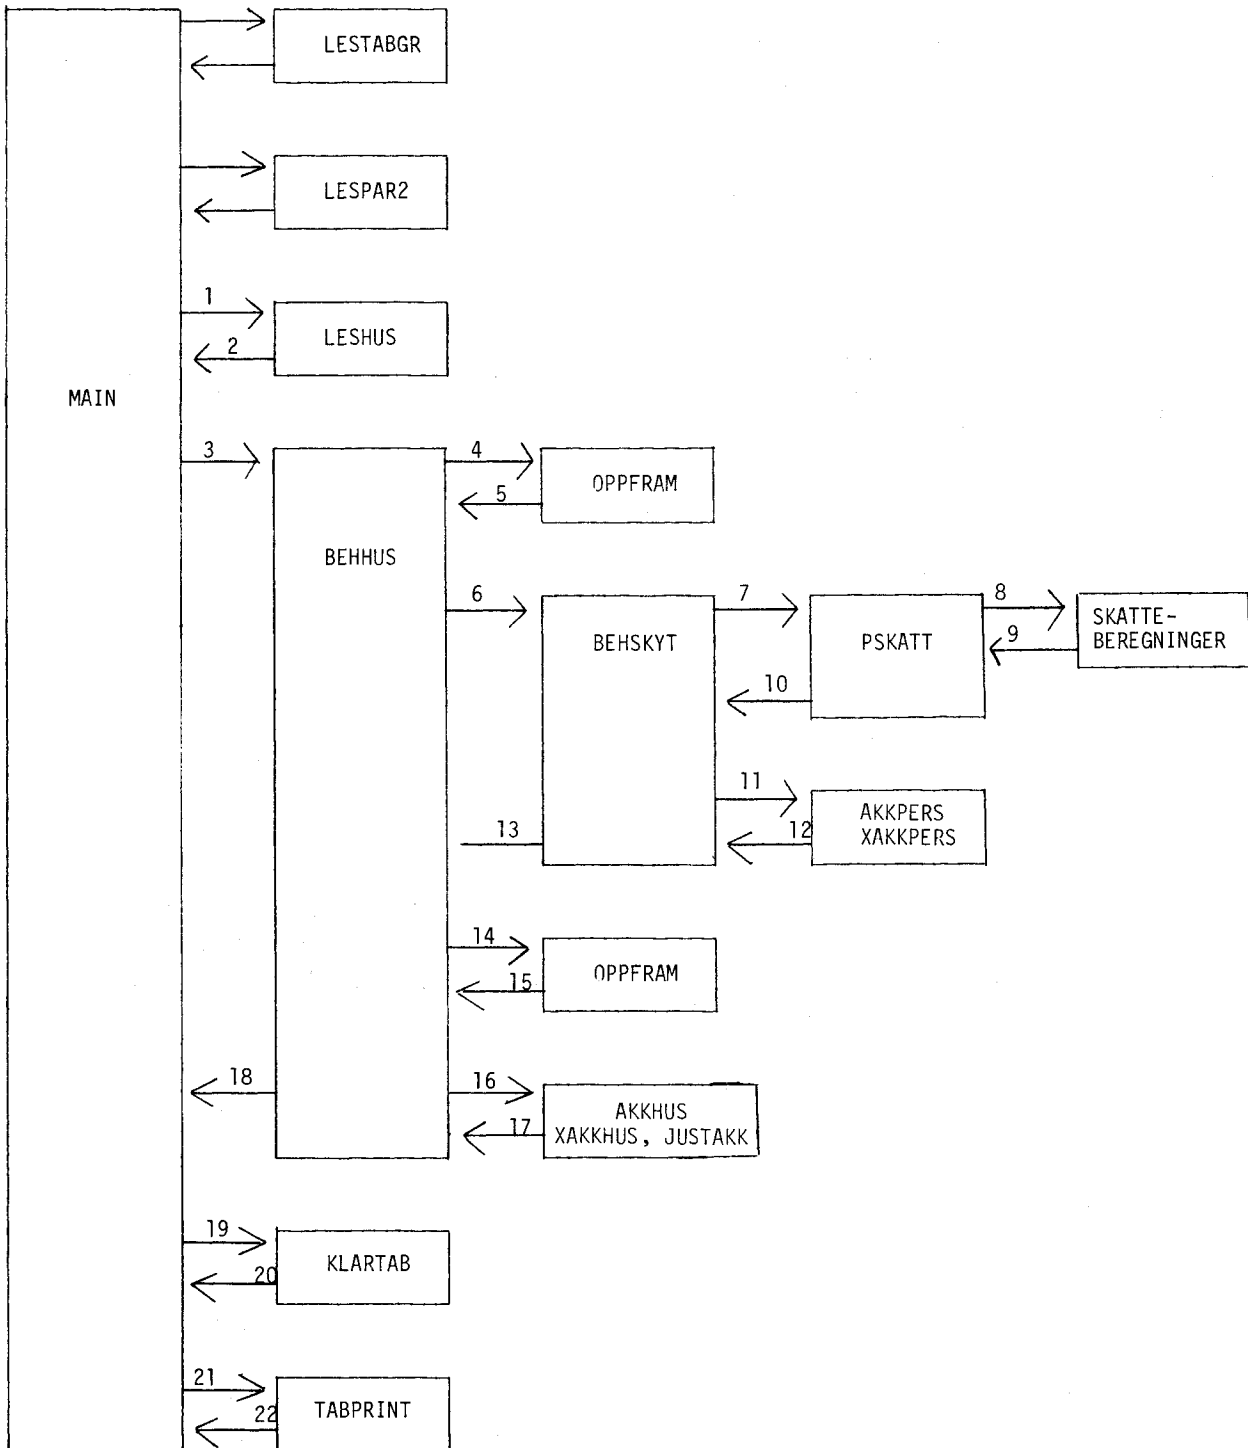 LESTABGR
LESPAR2
1
LESHUS
2
MAIN
3
4
OPPFRAM
5
BEHHUS
6
7
8
SKATTE-
BEREGNINGER
9
BEHSKYT
PSKATT
10
11
AKKPERS
XAKKPERS
12
13
14
OPPFRAM
15
18
16
AKKHUS
XAKKHUS, JUSTAKK
17
19
KLARTAB
20
21
TABPRINT
22